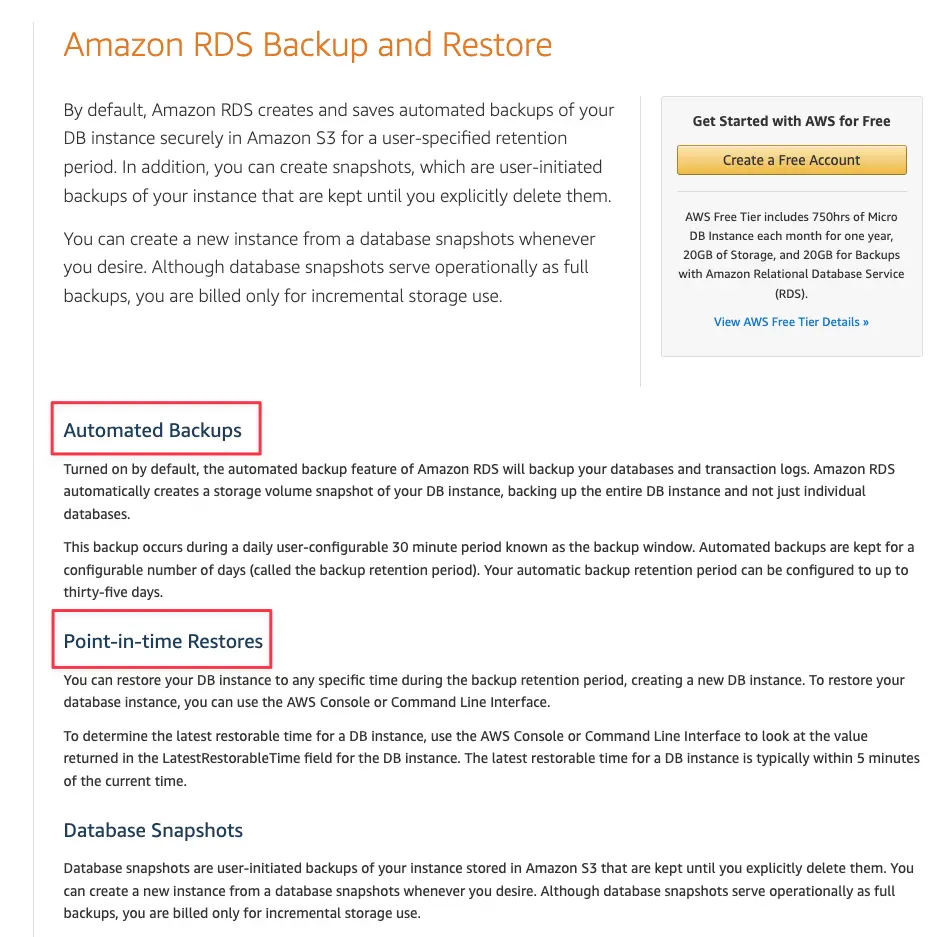 Amazon RDS Backup and Restore
By default, Amazon RDS creates and saves automated backups of your
DB instance securely in Amazon S3 for a user-specified retention
period. In addition, you can create snapshots, which are user-initiated
backups of your instance that are kept until you explicitly delete them.
You can create a new instance from a database snapshots whenever
you desire. Although database snapshots serve operationally as full
backups, you are billed only for incremental storage use.
Get Started with AWS for Free
Create a Free Account
AWS Free Tier includes 750hrs of Micro
DB Instance each month for one year,
20GB of Storage, and 20GB for Backups
with Amazon Relational Database Service
(RDS).
View AWS Free Tier Details »
Automated Backups
Turned on by default, the automated backup feature of Amazon RDS will backup your databases and transaction logs. Amazon RDS
automatically creates a storage volume snapshot of your DB instance, backing up the entire DB instance and not just individual
databases.
This backup occurs during a daily user-configurable 30 minute period known as the backup window. Automated backups are kept for a
configurable number of days (called the backup retention period). Your automatic backup retention period can be configured to up to
thirty-five days.
Point-in-time Restores
You can restore your DB instance to any specific time during the backup retention period, creating a new DB instance. To restore your
database instance, you can use the AWS Console or Command Line Interface.
To determine the latest restorable time for a DB instance, use the AWS Console or Command Line Interface to look at the value
returned in the LatestRestorableTime field for the DB instance. The latest restorable time for a DB instance is typically within 5 minutes
of the current time.
Database Snapshots
Database snapshots are user-initiated backups of your instance stored in Amazon S3 that are kept until you explicitly delete them. You
can create a new instance from a database snapshots whenever you desire. Although database snapshots serve operationally as full
backups, you are billed only for incremental storage use.